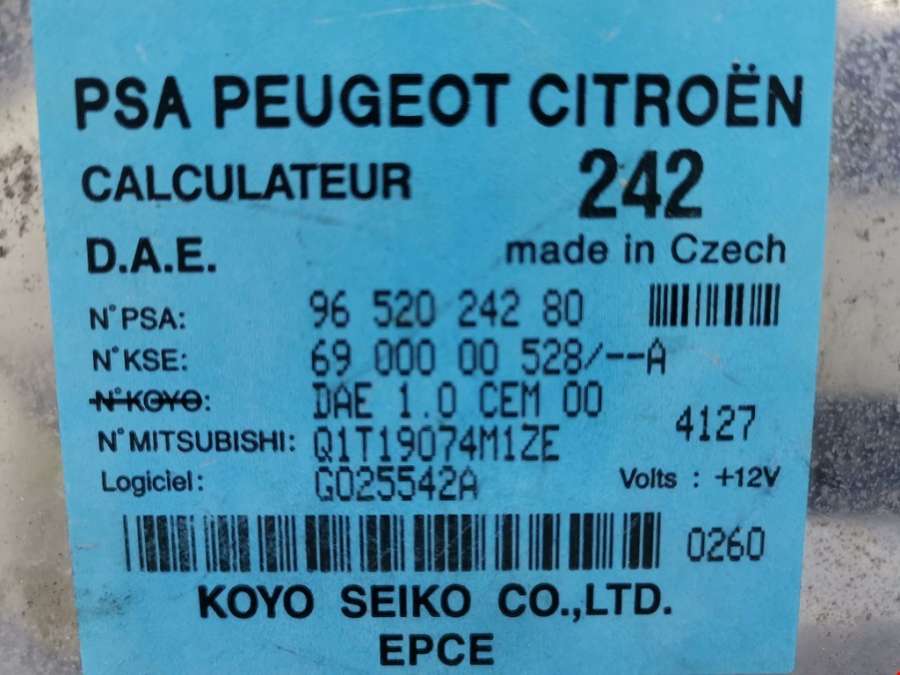 PSA PEUGEOT CITROËN
CALCULATEUR 242
D.A.E. made in Czech
N° PSA: 96 520 242 80
N° KSE: 69 000 00 528/--A
N° KOYO: DAE 1.0 CEM 00
4127
N° MITSUBISHI: Q1T19074M1ZE
Logiciel: G025542A Volts : +12V
0260
KOYO SEIKO CO.,LTD.
EPCE